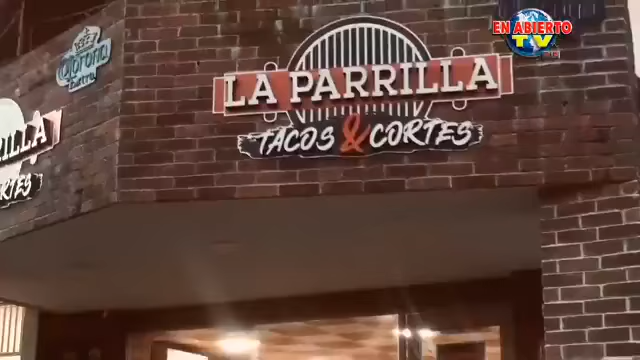 EN ABIERTO
TV
Corona
Extra
LA PARRILLA
TACOS & CORTES
RILLA
RTES